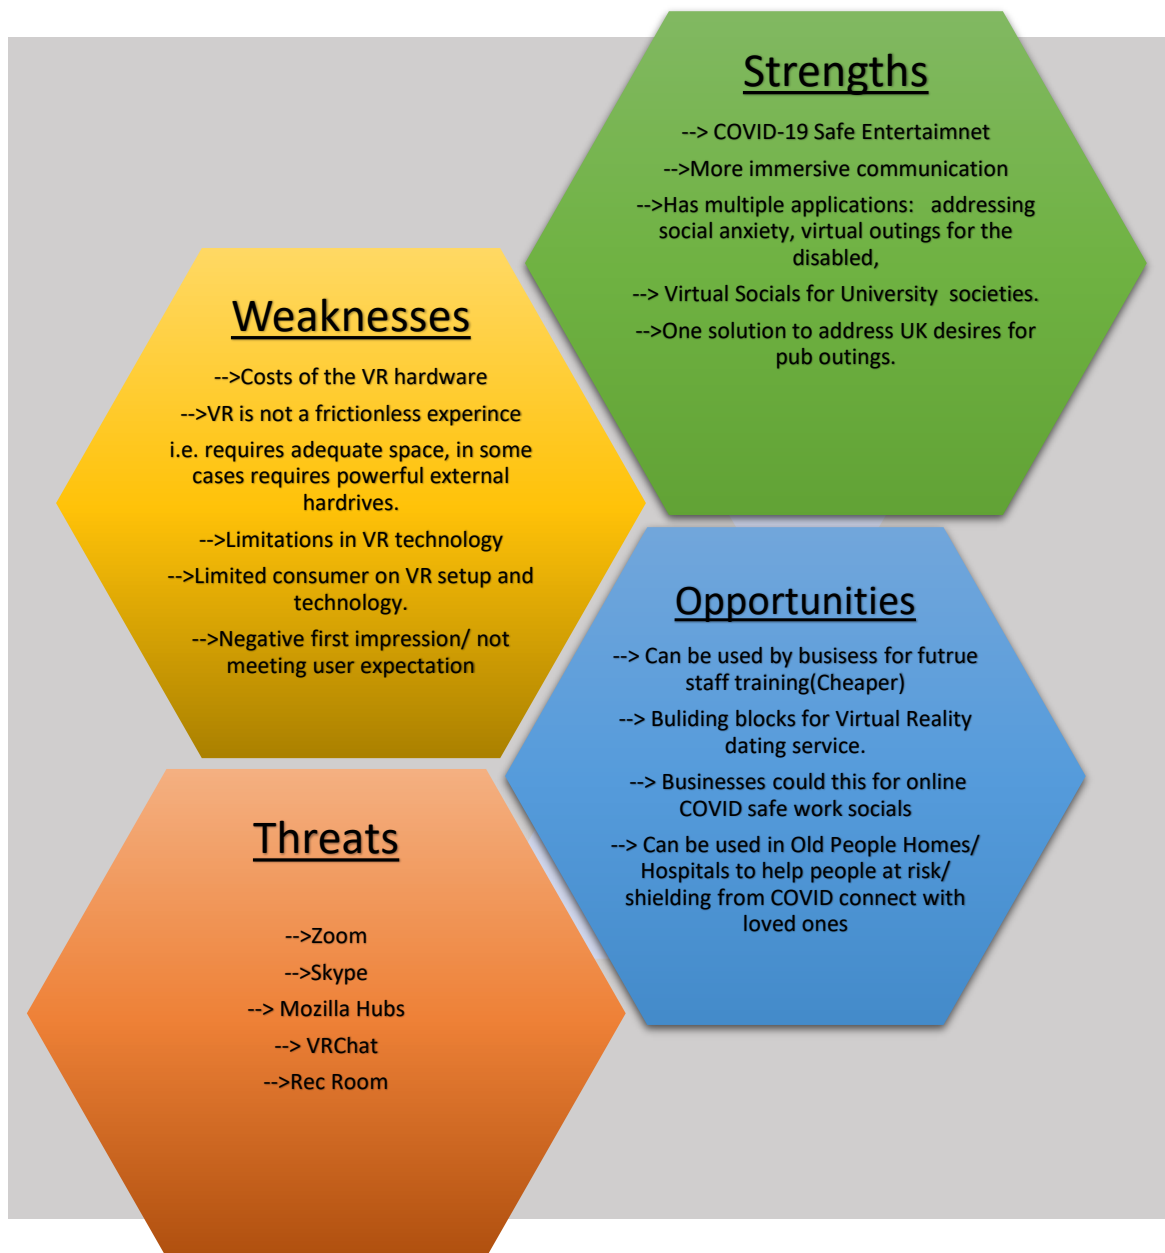 Strengths
--> COVID-19 Safe Entertaimnet
-->More immersive communication
-->Has multiple applications: addressing
social anxiety, virtual outings for the
disabled,
--> Virtual Socials for University societies.
-->One solution to address UK desires for
pub outings.
Weaknesses
-->Costs of the VR hardware
-->VR is not a frictionless experince
i.e. requires adequate space, in some
cases requires powerful external
hardrives.
-->Limitations in VR technology
-->Limited consumer on VR setup and
technology.
-->Negative first impression/ not
meeting user expectation
Opportunities
--> Can be used by busisess for futrue
staff training(Cheaper)
--> Buliding blocks for Virtual Reality
dating service.
--> Businesses could this for online
COVID safe work socials
--> Can be used in Old People Homes/
Hospitals to help people at risk/
shielding from COVID connect with
loved ones
Threats
-->Zoom
-->Skype
--> Mozilla Hubs
--> VRChat
-->Rec Room